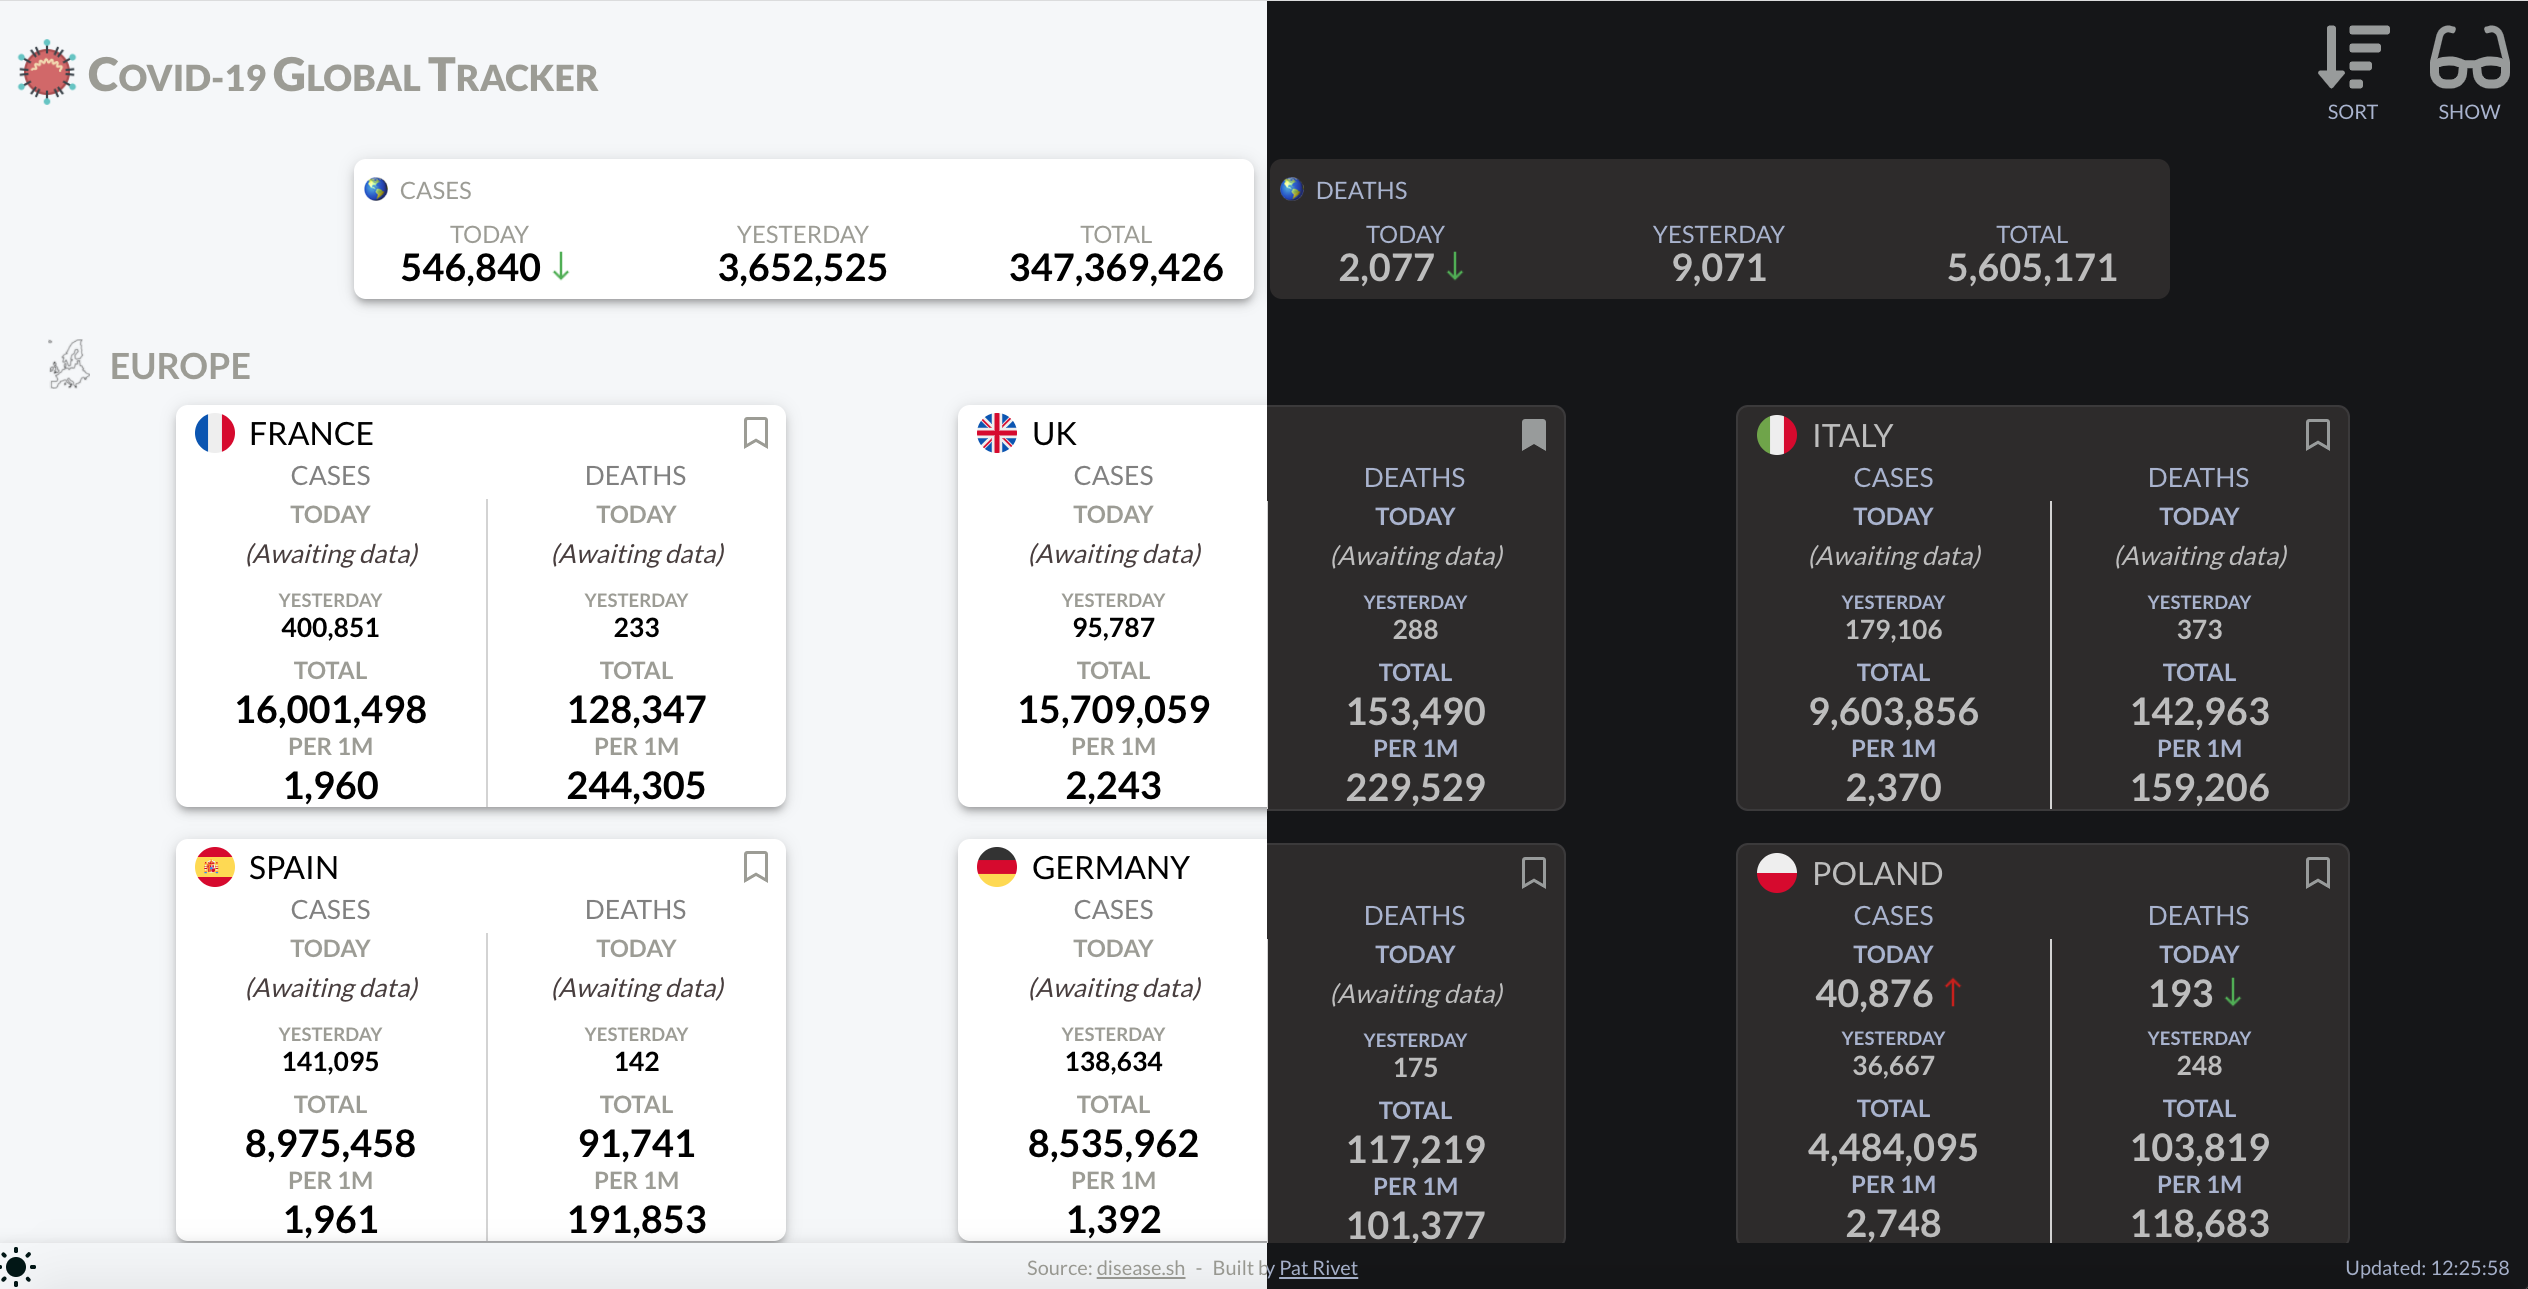 COVID-19 GLOBAL TRACKER
SORT
SHOW
CASES
TODAY YESTERDAY TOTAL
546,840 ↓ 3,652,525 347,369,426
DEATHS
TODAY YESTERDAY TOTAL
2,077 ↓ 9,071 5,605,171
EUROPE
FRANCE
CASES DEATHS
TODAY TODAY
(Awaiting data) (Awaiting data)
YESTERDAY YESTERDAY
400,851 233
TOTAL TOTAL
16,001,498 128,347
PER 1M PER 1M
1,960 244,305
UK
CASES DEATHS
TODAY TODAY
(Awaiting data) (Awaiting data)
YESTERDAY YESTERDAY
95,787 288
TOTAL TOTAL
15,709,059 153,490
PER 1M PER 1M
2,243 229,529
ITALY
CASES DEATHS
TODAY TODAY
(Awaiting data) (Awaiting data)
YESTERDAY YESTERDAY
179,106 373
TOTAL TOTAL
9,603,856 142,963
PER 1M PER 1M
2,370 159,206
SPAIN
CASES DEATHS
TODAY TODAY
(Awaiting data) (Awaiting data)
YESTERDAY YESTERDAY
141,095 142
TOTAL TOTAL
8,975,458 91,741
PER 1M PER 1M
1,961 191,853
GERMANY
CASES DEATHS
TODAY TODAY
(Awaiting data) (Awaiting data)
YESTERDAY YESTERDAY
138,634 175
TOTAL TOTAL
8,535,962 117,219
PER 1M PER 1M
1,392 101,377
POLAND
CASES DEATHS
TODAY TODAY
40,876 ↑ 193 ↓
YESTERDAY YESTERDAY
36,667 248
TOTAL TOTAL
4,484,095 103,819
PER 1M PER 1M
2,748 118,683
Source: disease.sh - Built by Pat Rivet
Updated: 12:25:58